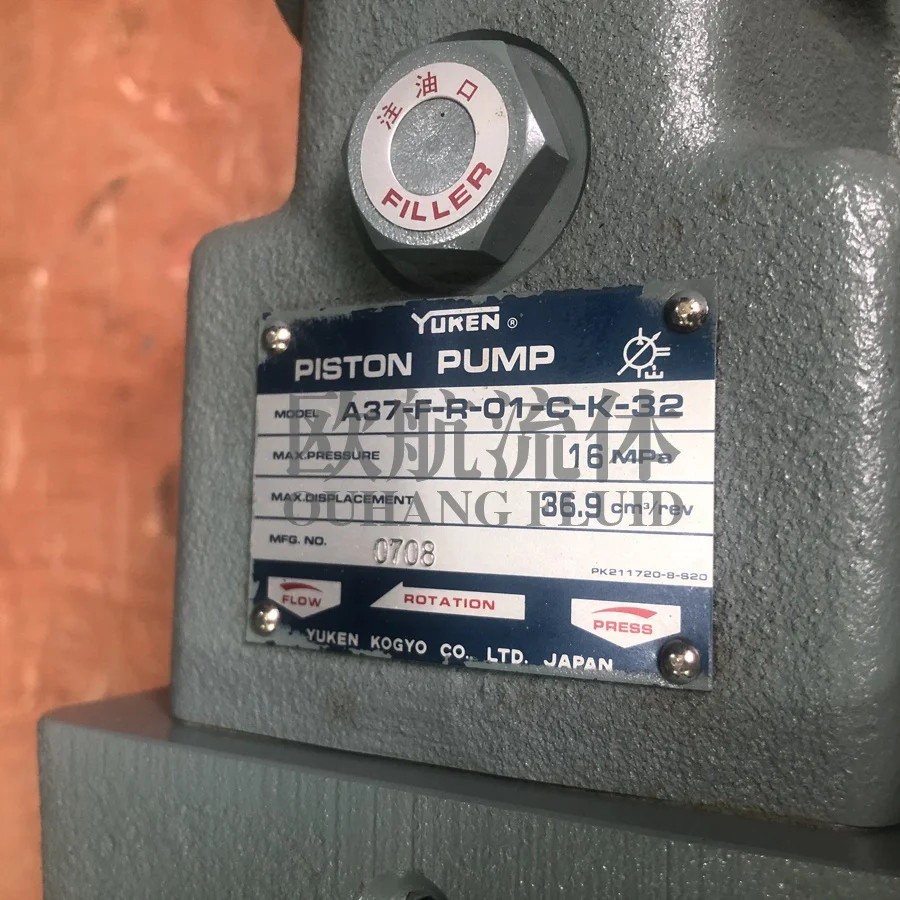 注油口
FILLER
YUKEN ®
PISTON PUMP
MODEL A37-F-R-01-C-K-32
MAX.PRESSURE 16 MPa
MAX.DISPLACEMENT 36.9 cm³/rev
MFG. NO. 0708
PK211720-8-S20
FLOW ROTATION PRESS
YUKEN KOGYO CO., LTD. JAPAN
欧航流体
OUHANG FLUID